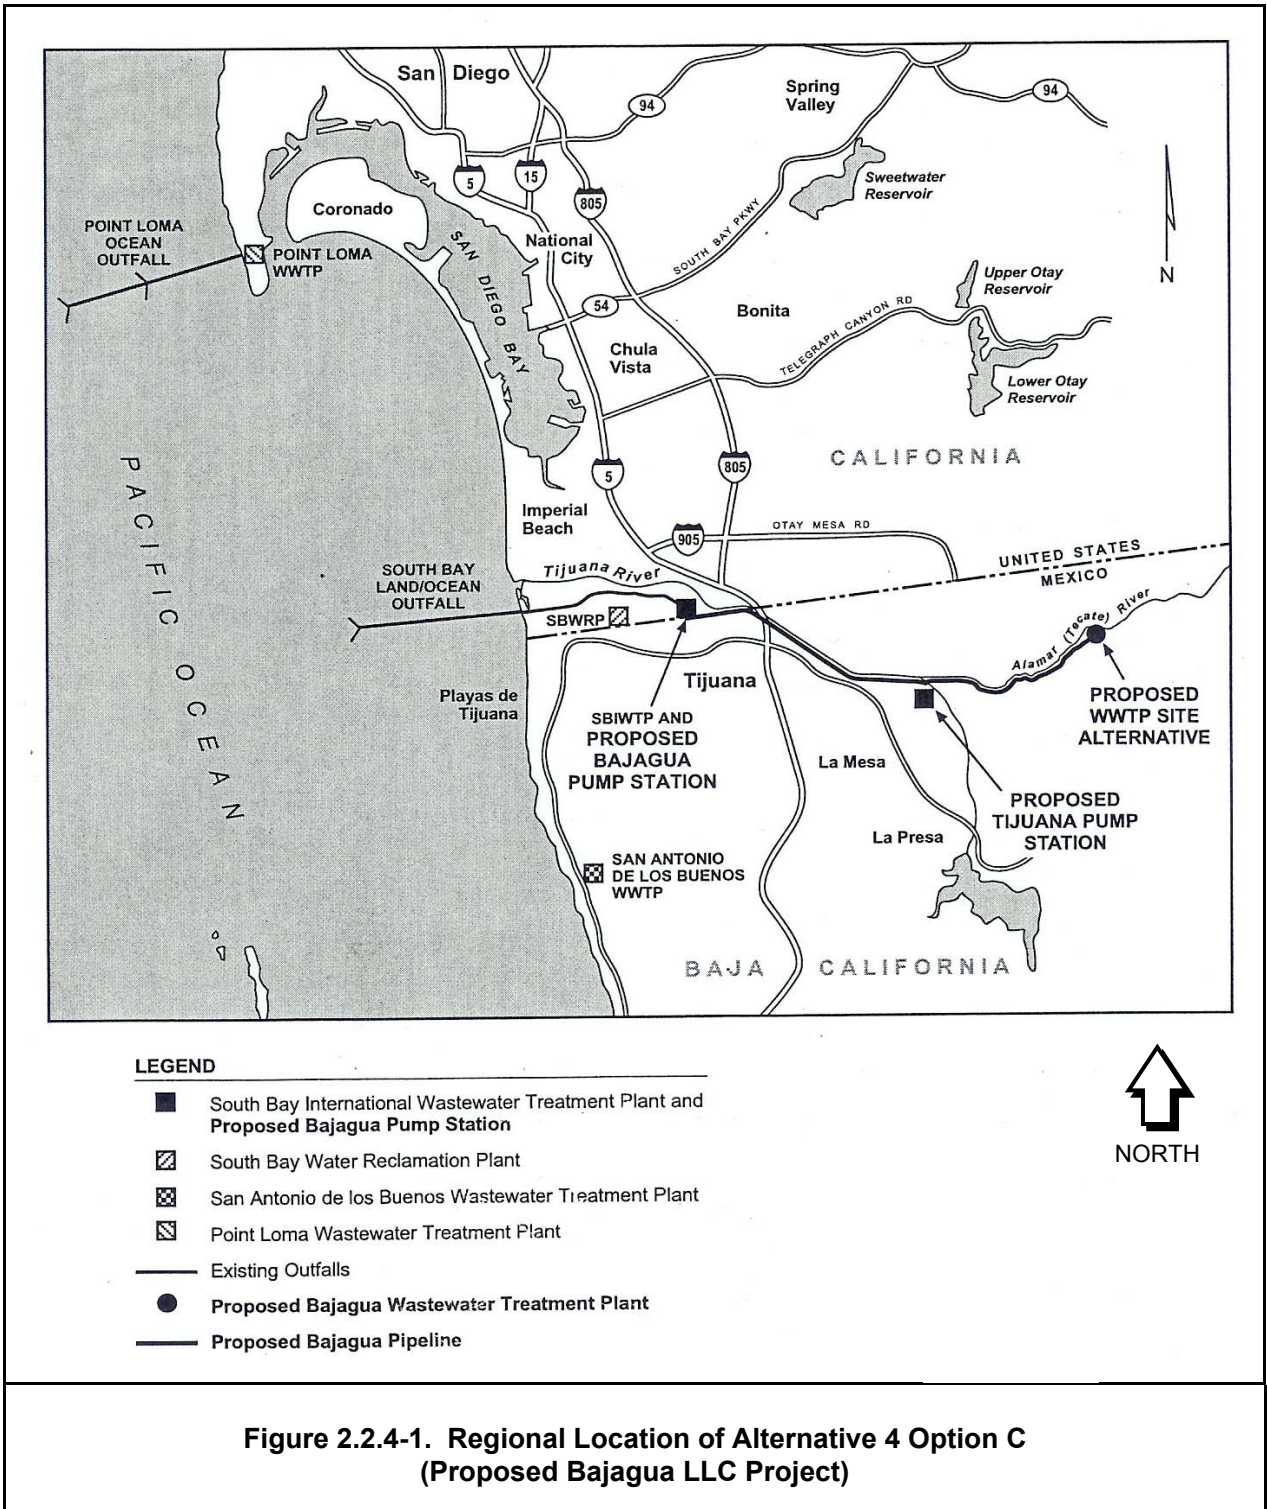 San Diego
94
Spring
Valley
94
5
15
805
Sweetwater
Reservoir
Coronado
POINT LOMA
OCEAN
OUTFALL
POINT LOMA
WWTP
National
City
SOUTH BAY PKWY
SAN DIEGO BAY
N
Upper Otay
Reservoir
54
Bonita
TELEGRAPH CANYON RD
Chula
Vista
Lower Otay
Reservoir
CALIFORNIA
5
805
PACIFIC OCEAN
Imperial
Beach
905
OTAY MESA RD
UNITED STATES
MEXICO
Tijuana River
SOUTH BAY
LAND/OCEAN
OUTFALL
SBWRP
Alamar (Tecate) River
Tijuana
Playas de
Tijuana
PROPOSED
WWTP SITE
ALTERNATIVE
SBIWTP AND
PROPOSED
BAJAGUA
PUMP STATION
La Mesa
PROPOSED
TIJUANA PUMP
STATION
La Presa
SAN ANTONIO
DE LOS BUENOS
WWTP
BAJA CALIFORNIA
LEGEND
South Bay International Wastewater Treatment Plant and
Proposed Bajagua Pump Station
South Bay Water Reclamation Plant
San Antonio de los Buenos Wastewater Treatment Plant
Point Loma Wastewater Treatment Plant
Existing Outfalls
Proposed Bajagua Wastewater Treatment Plant
Proposed Bajagua Pipeline
NORTH
Figure 2.2.4-1. Regional Location of Alternative 4 Option C
(Proposed Bajagua LLC Project)